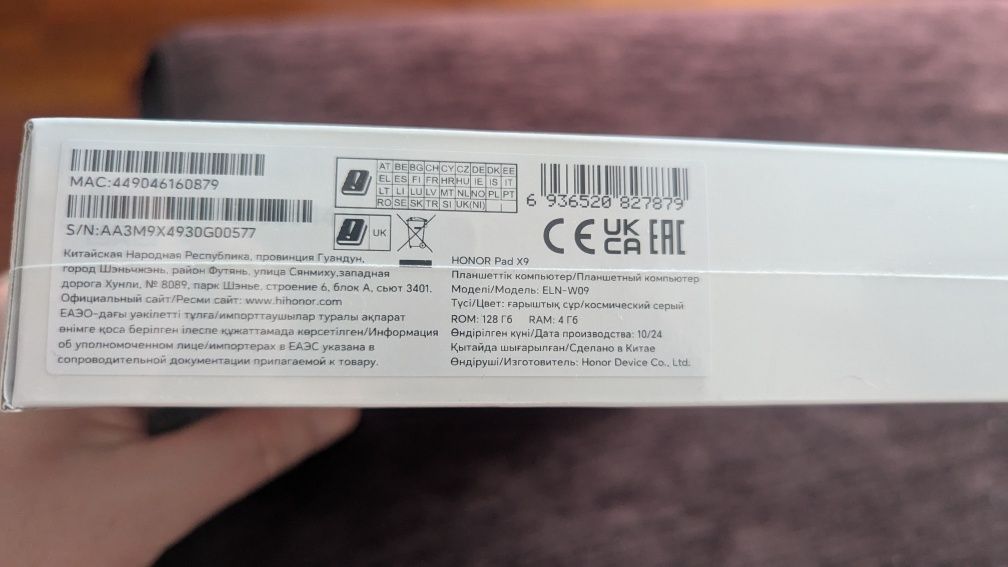 MAC:449046160879
S/N:AA3M9X4930G00577
AT BE BG CH CY CZ DE DK EE
EL ES FI FR HR HU IE IS IT
LT LI LU LV MT NL NO PL PT
RO SE SK TR SI UK(NI)
UK
6 936520 827879
CE UK CA EAC
Китайская Народная Республика, провинция Гуандун,
город Шэньчжэнь, район Футянь, улица Сянмиху,западная
дорога Хунли, № 8089, парк Шэнье, строение 6, блок А, сьют 3401.
Официальный сайт/Ресми сайт: www.hihonor.com
ЕАЭО-дағы уәкілетті тұлға/импорттаушылар туралы ақпарат
өнімге қоса берілген ілеспе құжаттамада көрсетілген/Информация
об уполномоченном лице/импортерах в ЕАЭС указана в
сопроводительной документации прилагаемой к товару.
HONOR Pad X9
Планшеттік компьютер/Планшетный компьютер
Моделі/Модель: ELN-W09
Түсі/Цвет: ғарыштық сұр/космический серый
ROM: 128 Гб RAM: 4 Гб
Өндірілген күні/Дата производства: 10/24
Қытайда шығарылған/Сделано в Китае
Өндіруші/Изготовитель: Honor Device Co., Ltd.